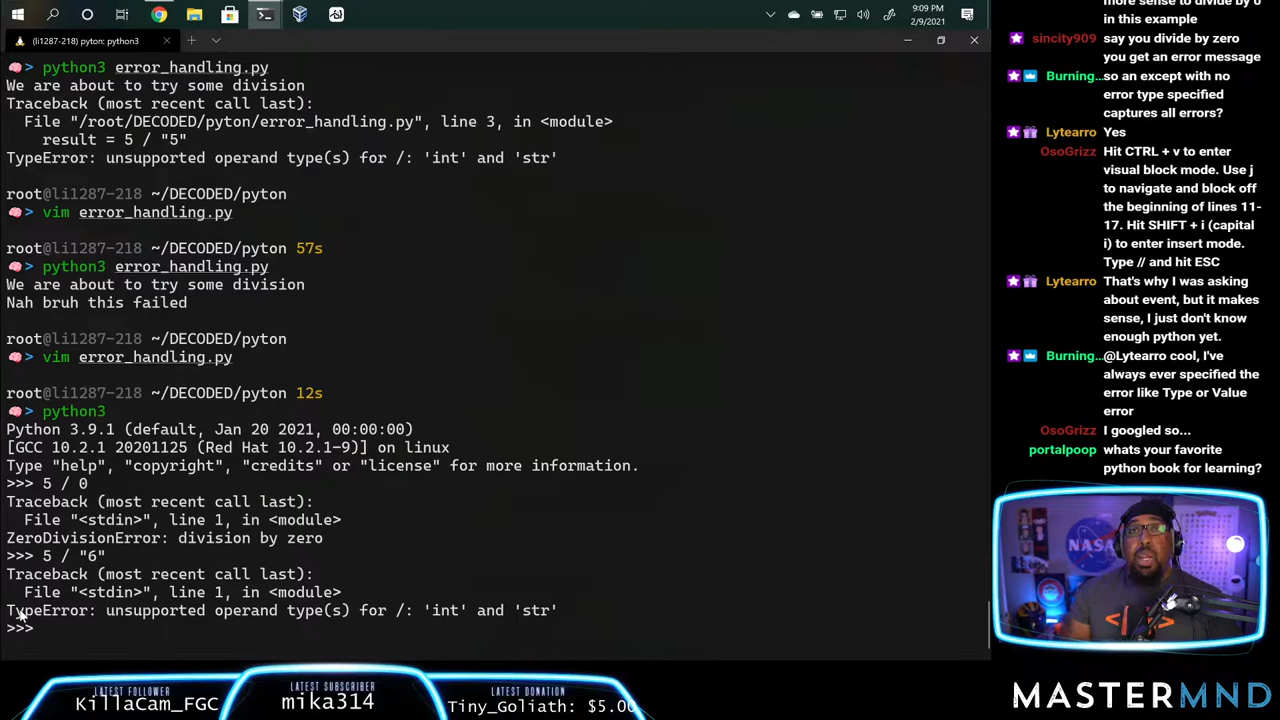 9:09 PM
2/9/2021
(li1287-218) pyton: python3
> python3 error_handling.py
We are about to try some division
Traceback (most recent call last):
File "/root/DECODED/pyton/error_handling.py", line 3, in <module>
result = 5 / "5"
TypeError: unsupported operand type(s) for /: 'int' and 'str'
root@li1287-218 ~/DECODED/pyton
> vim error_handling.py
root@li1287-218 ~/DECODED/pyton 57s
> python3 error_handling.py
We are about to try some division
Nah bruh this failed
root@li1287-218 ~/DECODED/pyton
> vim error_handling.py
root@li1287-218 ~/DECODED/pyton 12s
> python3
Python 3.9.1 (default, Jan 20 2021, 00:00:00)
[GCC 10.2.1 20201125 (Red Hat 10.2.1-9)] on linux
Type "help", "copyright", "credits" or "license" for more information.
>>> 5 / 0
Traceback (most recent call last):
File "<stdin>", line 1, in <module>
ZeroDivisionError: division by zero
>>> 5 / "6"
Traceback (most recent call last):
File "<stdin>", line 1, in <module>
TypeError: unsupported operand type(s) for /: 'int' and 'str'
>>>
more sense to divide by 0
in this example
sincity909 say you divide by zero
you get an error message
Burning... so an except with no
error type specified
captures all errors?
Lytearro Yes
OsoGrizz Hit CTRL + v to enter
visual block mode. Use j
to navigate and block off
the beginning of lines 11-
17. Hit SHIFT + i (capital
i) to enter insert mode.
Type // and hit ESC
Lytearro That's why I was asking
about event, but it makes
sense, I just don't know
enough python yet.
Burning... @Lytearro cool, I've
always ever specified the
error like Type or Value
error
OsoGrizz I googled so...
portalpoop whats your favorite
python book for learning?
NASA
</>
MASTERMND
LATEST FOLLOWER
KillaCam_FGC
LATEST SUBSCRIBER
mika314
LATEST DONATION
Tiny_Goliath: $5.00